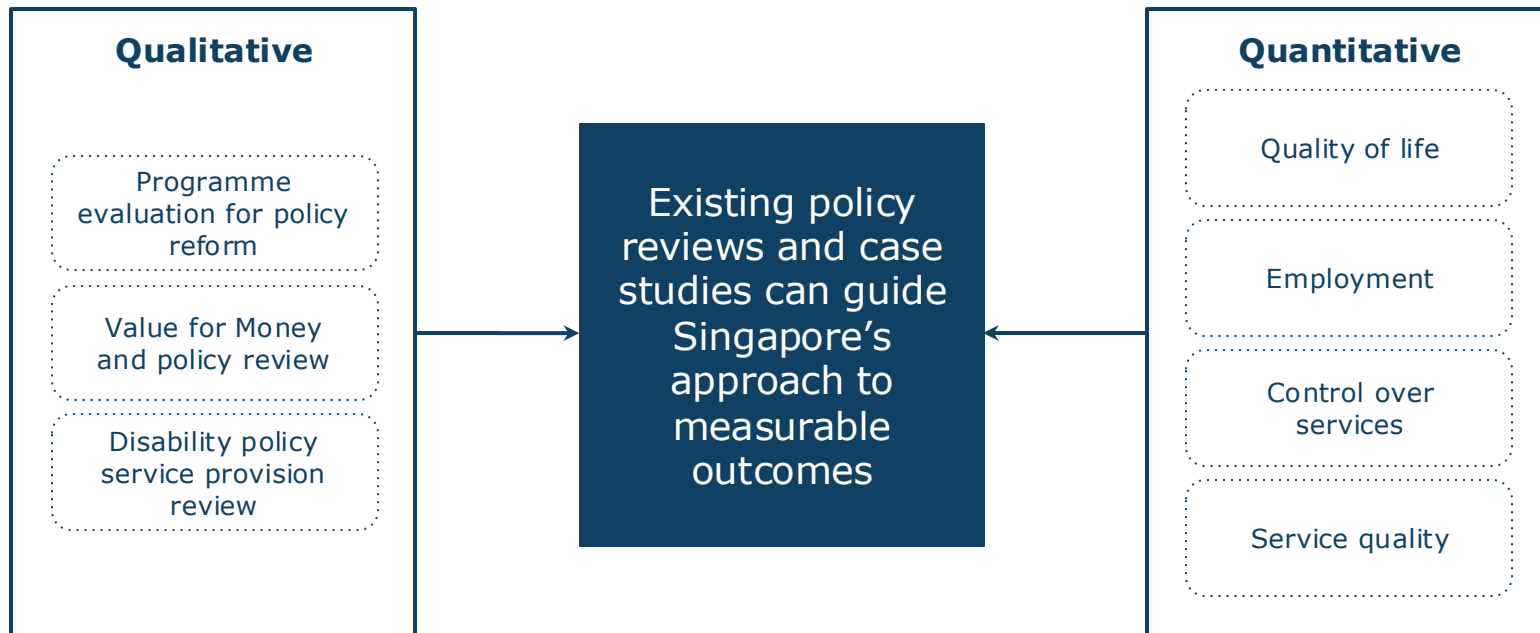 Qualitative
Programme
evaluation for policy
reform
Value for Money
and policy review
Disability policy
service provision
review
Existing policy
reviews and case
studies can guide
Singapore’s
approach to
measurable
outcomes
Quantitative
Quality of life
Employment
Control over
services
Service quality